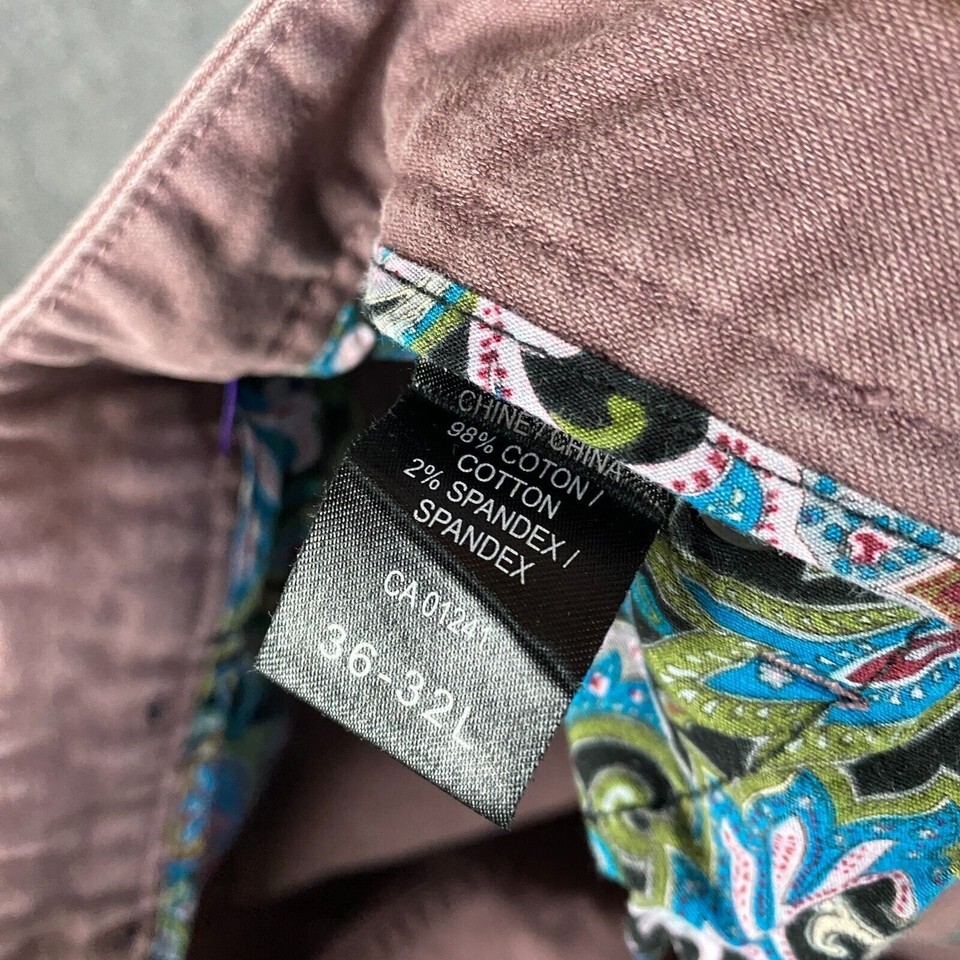 CHINE / CHINA
98% COTON /
COTTON
2% SPANDEX /
SPANDEX
CA 01241
36-32L